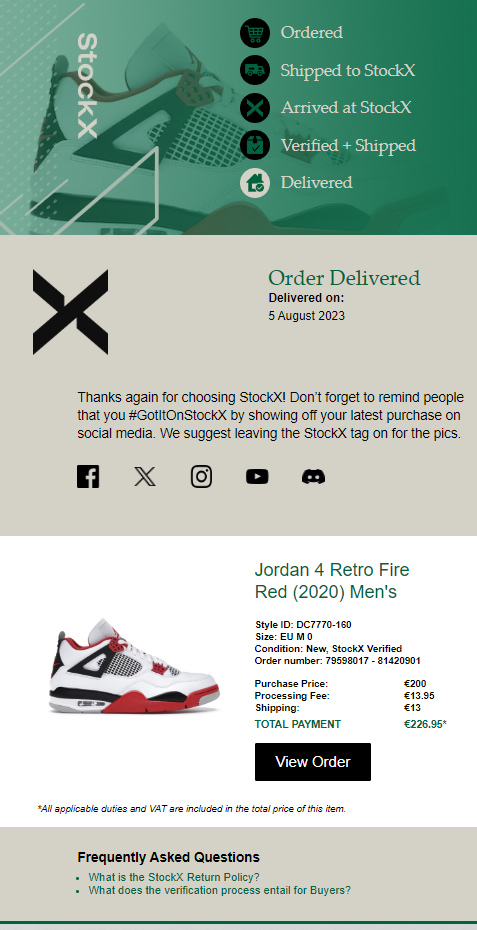 StockX
Ordered
Shipped to StockX
Arrived at StockX
Verified + Shipped
Delivered
Order Delivered
Delivered on:
5 August 2023
Thanks again for choosing StockX! Don't forget to remind people
that you #GotItOnStockX by showing off your latest purchase on
social media. We suggest leaving the StockX tag on for the pics.
Jordan 4 Retro Fire
Red (2020) Men's
Style ID: DC7770-160
Size: EU M 0
Condition: New, StockX Verified
Order number: 79598017 - 81420901
Purchase Price: €200
Processing Fee: €13.95
Shipping: €13
TOTAL PAYMENT €226.95*
View Order
*All applicable duties and VAT are included in the total price of this item.
Frequently Asked Questions
• What is the StockX Return Policy?
• What does the verification process entail for Buyers?